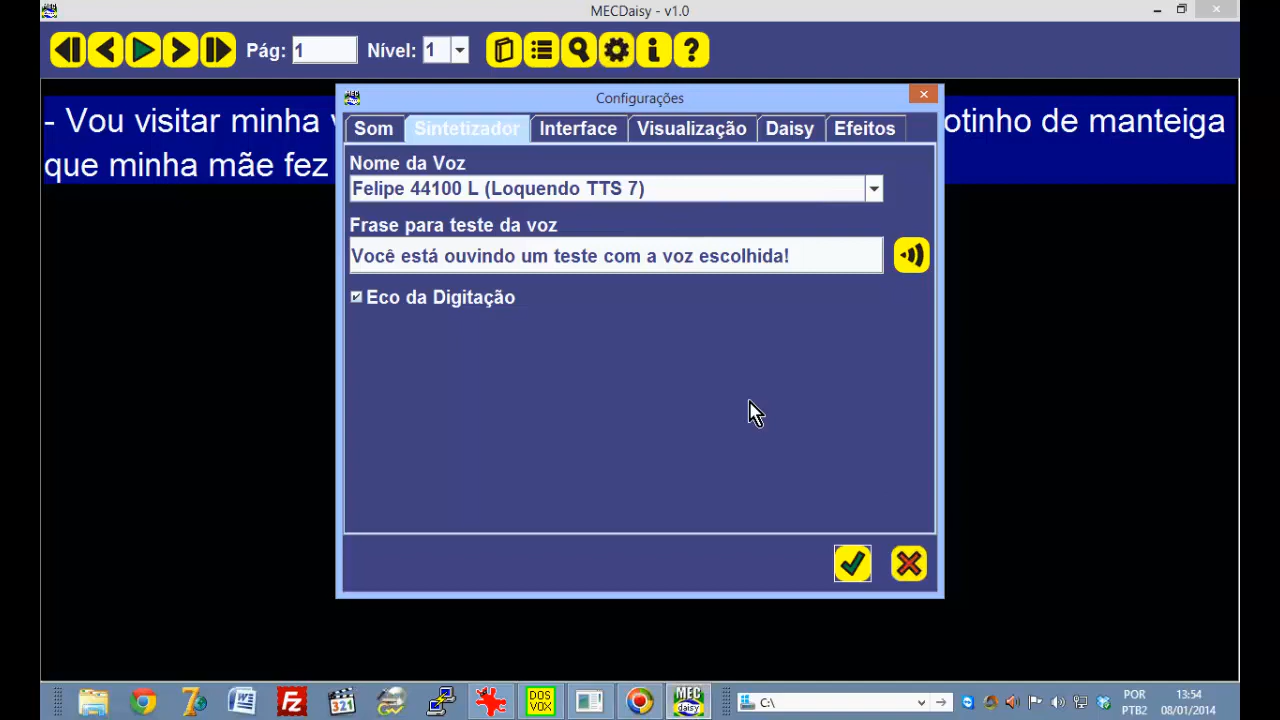 MECDaisy - v1.0
Pág: 1 Nível: 1
- Vou visitar minha v
otinho de manteiga
que minha mãe fez
Configurações
Som Sintetizador Interface Visualização Daisy Efeitos
Nome da Voz
Felipe 44100 L (Loquendo TTS 7)
Frase para teste da voz
Você está ouvindo um teste com a voz escolhida!
Eco da Digitação
DOS
VOX
MEC
daisy
321
C:\
POR
PTB2
13:54
08/01/2014